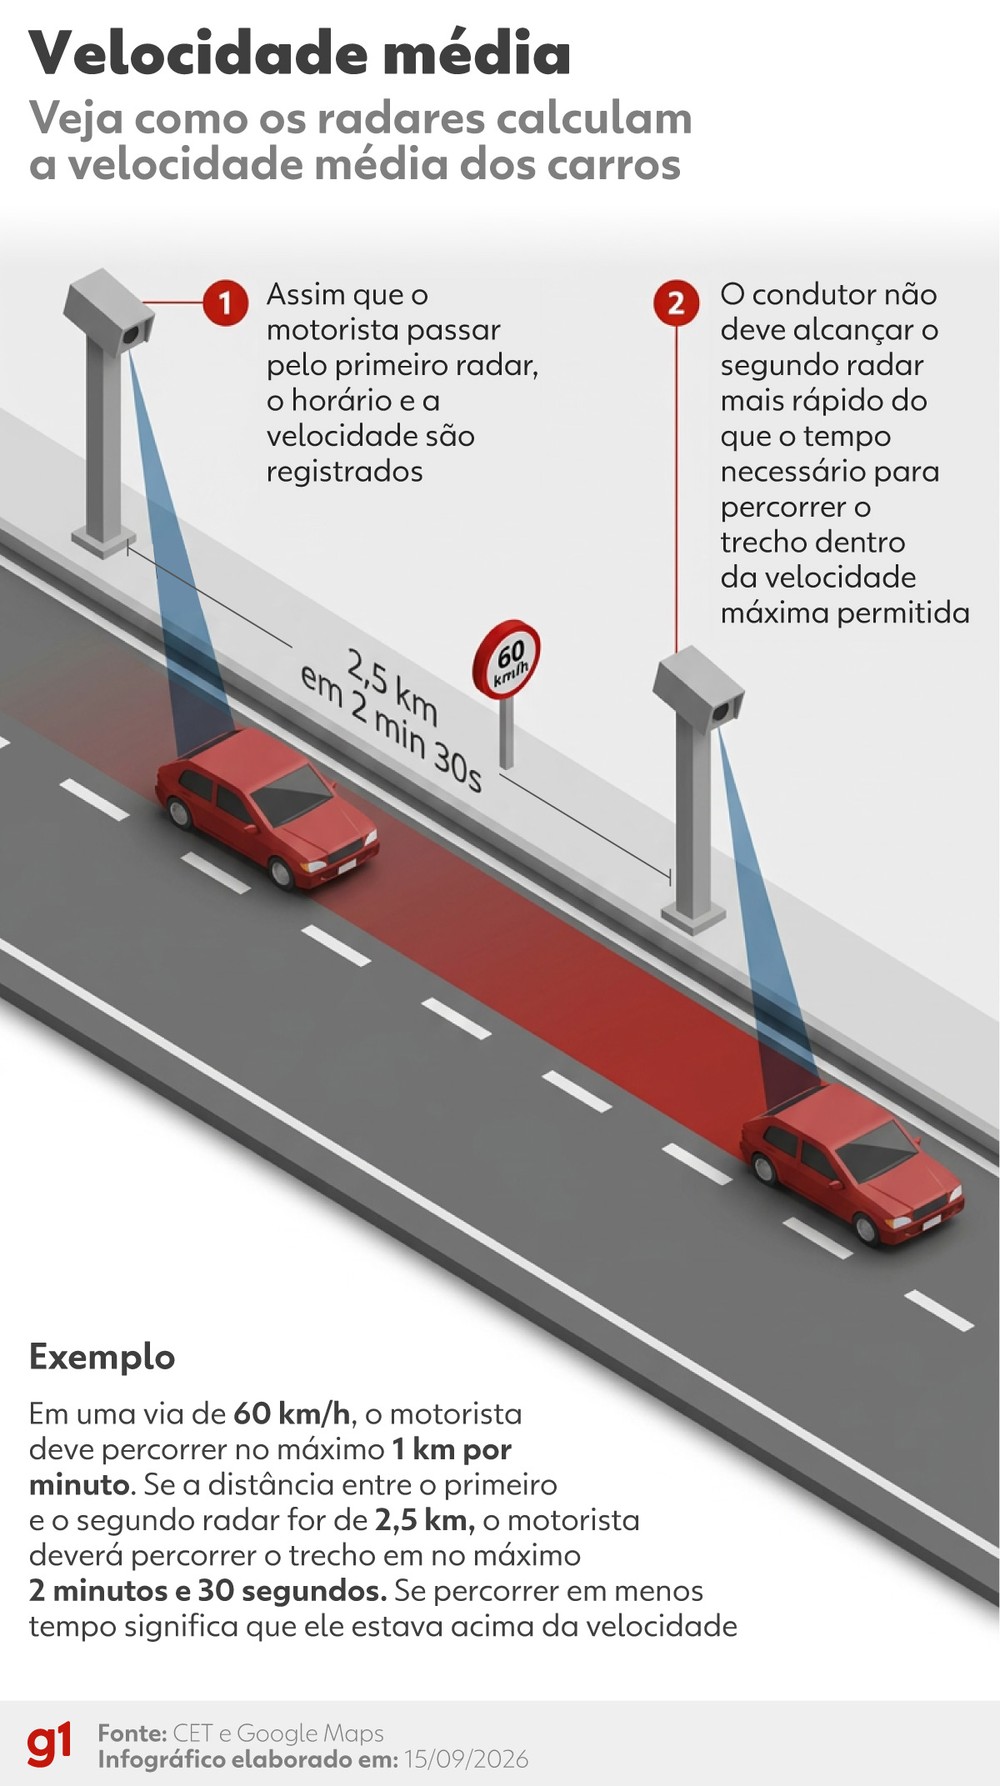 Velocidade média
Veja como os radares calculam
a velocidade média dos carros
1
Assim que o
motorista passar
pelo primeiro radar,
o horário e a
velocidade são
registrados
2
O condutor não
deve alcançar o
segundo radar
mais rápido do
que o tempo
necessário para
percorrer o
trecho dentro
da velocidade
máxima permitida
60
km/h
2,5 km
em 2 min 30s
Exemplo
Em uma via de 60 km/h, o motorista
deve percorrer no máximo 1 km por
minuto. Se a distância entre o primeiro
e o segundo radar for de 2,5 km, o motorista
deverá percorrer o trecho em no máximo
2 minutos e 30 segundos. Se percorrer em menos
tempo significa que ele estava acima da velocidade
g1
Fonte: CET e Google Maps
Infográfico elaborado em: 15/09/2026